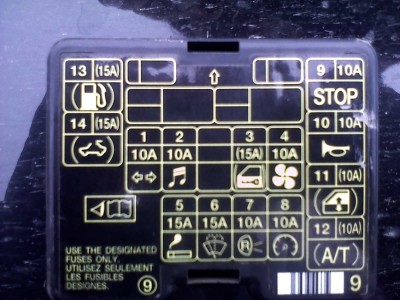 13 (15A)
9 10A
STOP
14 (15A)
10 10A
1 2 3 4
10A 10A (15A) 10A
11 (10A)
5 6 7 8
15A 15A 10A 10A
12 (10A)
(A/T)
USE THE DESIGNATED
FUSES ONLY.
UTILISEZ SEULEMENT
LES FUSIBLES
DESIGNES.
9
9